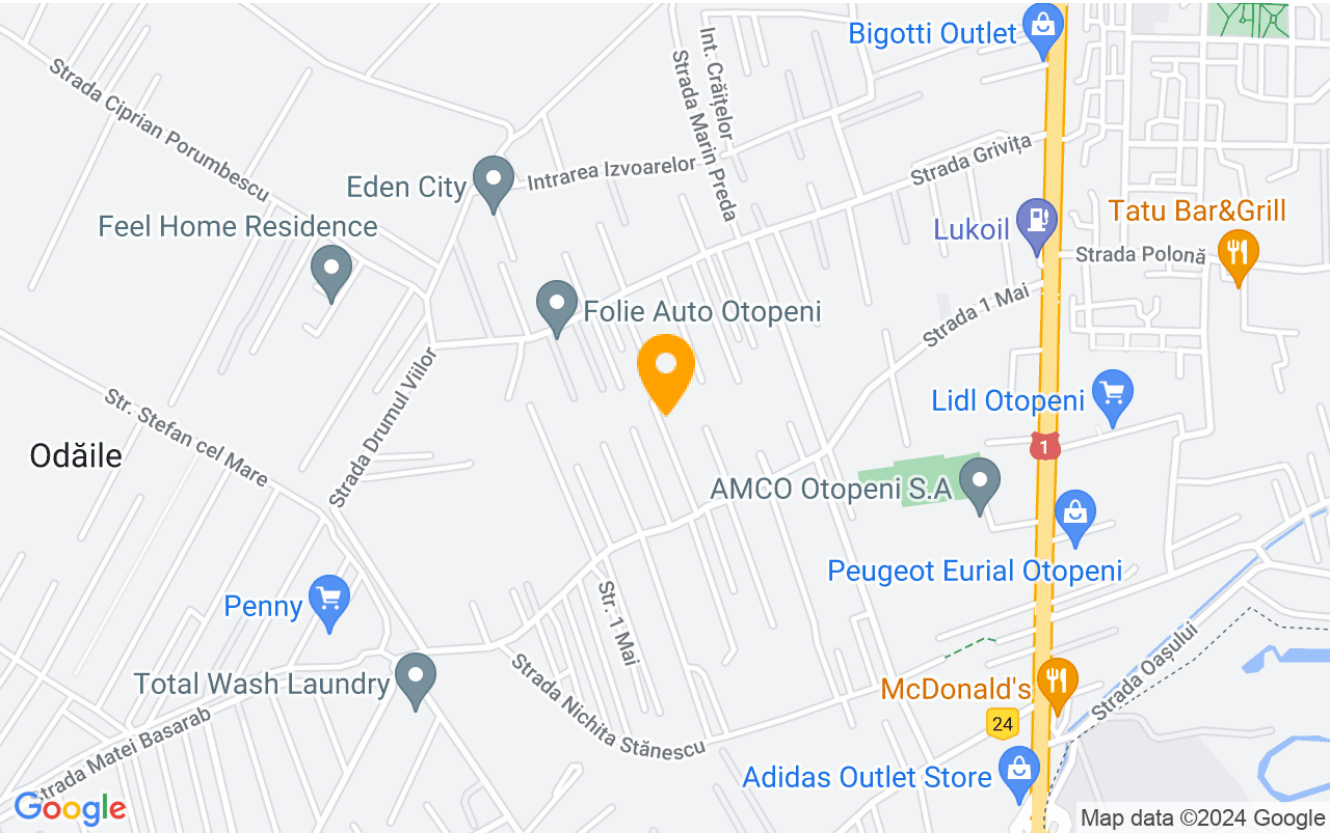 Bigotti Outlet
Int. Crăițelor
Strada Marin Preda
Strada Ciprian Porumbescu
Strada Grivița
Intrarea Izvoarelor
Eden City
Tatu Bar&Grill
Feel Home Residence
Lukoil
Strada Polonă
Folie Auto Otopeni
Strada 1 Mai
Strada Drumul Viilor
Str. Stefan cel Mare
Lidl Otopeni
1
Odăile
AMCO Otopeni S.A
Peugeot Eurial Otopeni
Penny
Str. 1 Mai
Strada Oașului
Total Wash Laundry
Strada Nichita Stănescu
McDonald's
24
Strada Matei Basarab
Adidas Outlet Store
Google
Map data ©2024 Google